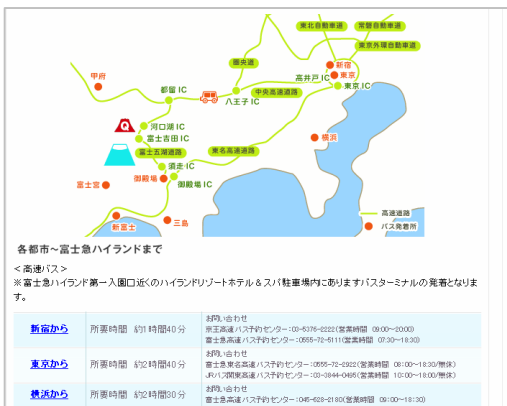 東北自動車道 常磐自動車道
東京外環自動車道
圏央道
新宿
甲府
高井戸IC
東京
都留IC
八王子IC
中央高速道路
東京IC
Q
河口湖IC
富士吉田IC
横浜
富士五湖道路
東名高速道路
須走IC
御殿場
御殿場IC
富士宮
新富士
三島
高速道路
バス発着所
各都市～富士急ハイランドまで
＜高速バス＞
※富士急ハイランド第一入園口近くのハイランドリゾートホテル＆スパ駐車場内にありますバスターミナルの発着となりま
す。
新宿から 所要時間 約1時間40分
お問い合わせ
京王高速バス予約センター：03-5376-2222(営業時間 09:00～20:00)
富士急高速バス予約センター：0555-72-5111(営業時間 07:30～18:30)
東京から 所要時間 約2時間40分
お問い合わせ
富士急東名高速バス予約センター：0555-72-2922(営業時間 08:00～18:30/無休)
JRバス関東高速バス予約センター：03-3844-0495(営業時間 10:00～18:00/無休)
横浜から 所要時間 約2時間30分
お問い合わせ
富士急高速バス予約センター：045-628-2180(営業時間 09:00～18:30)